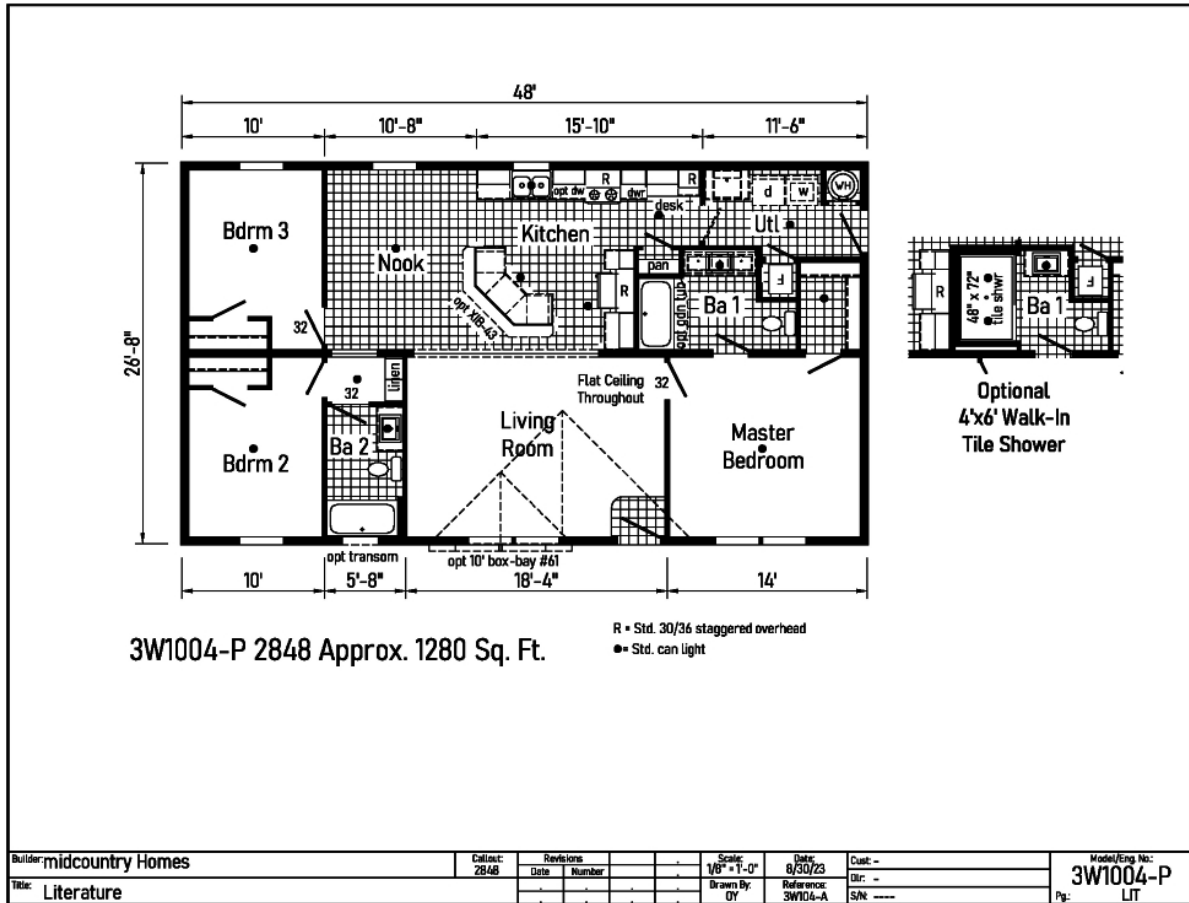 48'
10'
10'-8"
15'-10"
11'-6"
26'-8"
R
R
opt dw
dwr
d
w
WH
desk
Bdrm 3
Kitchen
Utl
Nook
pan
F
R
opt XIB-43
opt gdn tub
Ba 1
32
R
48" x 72"
tile shwr
Ba 1
F
Optional
4'x6' Walk-In
Tile Shower
Flat Ceiling
Throughout
32
32
linen
Living
Room
Master
Bedroom
Ba 2
Bdrm 2
opt transom
opt 10' box-bay #61
10'
5'-8"
18'-4"
14'
3W1004-P 2848 Approx. 1280 Sq. Ft.
R = Std. 30/36 staggered overhead
●= Std. can light
Builder: midcountry Homes
Title: Literature
Callout:
2848
Revisions
Date Number
Scale:
1/8" = 1'-0"
Drawn By:
OY
Date:
8/30/23
Reference:
3W104-A
Cust: -
Dlr: -
S/N: ----
Model/Eng. No.:
3W1004-P
Pg.: LIT